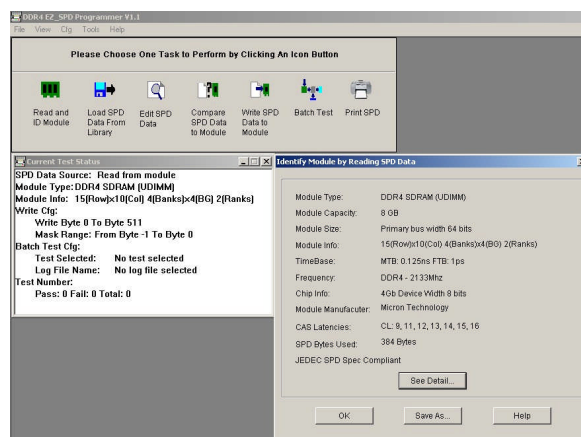 DDR4 E2_SPD Programmer V1.1
File View Cfg Tools Help
Please Choose One Task to Perform by Clicking An Icon Button
Read and ID Module
Load SPD Data From Library
Edit SPD Data
Compare SPD Data to Module
Write SPD Data to Module
Batch Test
Print SPD
Current Test Status
SPD Data Source: Read from module
Module Type: DDR4 SDRAM (UDIMM)
Module Info: 15(Row)x10(Col) 4(Banks)x4(BG) 2(Ranks)
Write Cfg:
Write Byte 0 To Byte 511
Mask Range: From Byte -1 To Byte 0
Batch Test Cfg:
Test Selected: No test selected
Log File Name: No log file selected
Test Number:
Pass: 0 Fail: 0 Total: 0
Identify Module by Reading SPD Data
Module Type: DDR4 SDRAM (UDIMM)
Module Capacity: 8 GB
Module Size: Primary bus width 64 bits
Module Info: 15(Row)x10(Col) 4(Banks)x4(BG) 2(Ranks)
TimeBase: MTB: 0.125ns FTB: 1ps
Frequency: DDR4 - 2133Mhz
Chip Info: 4Gb Device Width 8 bits
Module Manufacuter: Micron Technology
CAS Latencies: CL: 9, 11, 12, 13, 14, 15, 16
SPD Bytes Used: 384 Bytes
JEDEC SPD Spec Compliant
See Detail...
OK Save As... Help